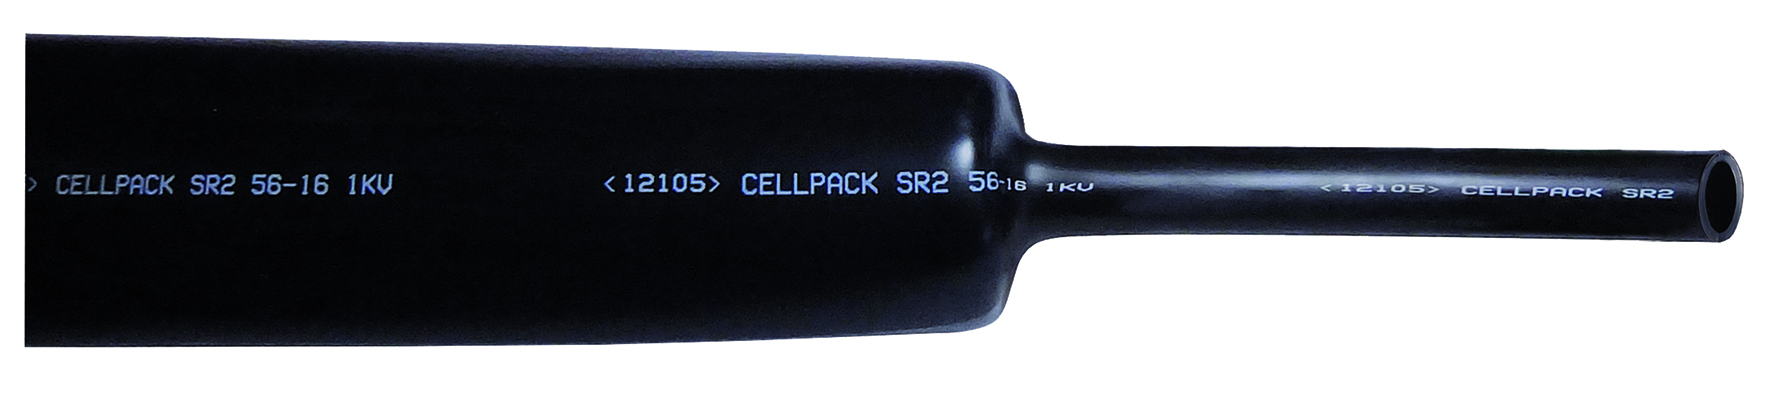 > CELLPACK SR2 56-16 1KV <12105> CELLPACK SR2 56-16 1KV <12105> CELLPACK SR2